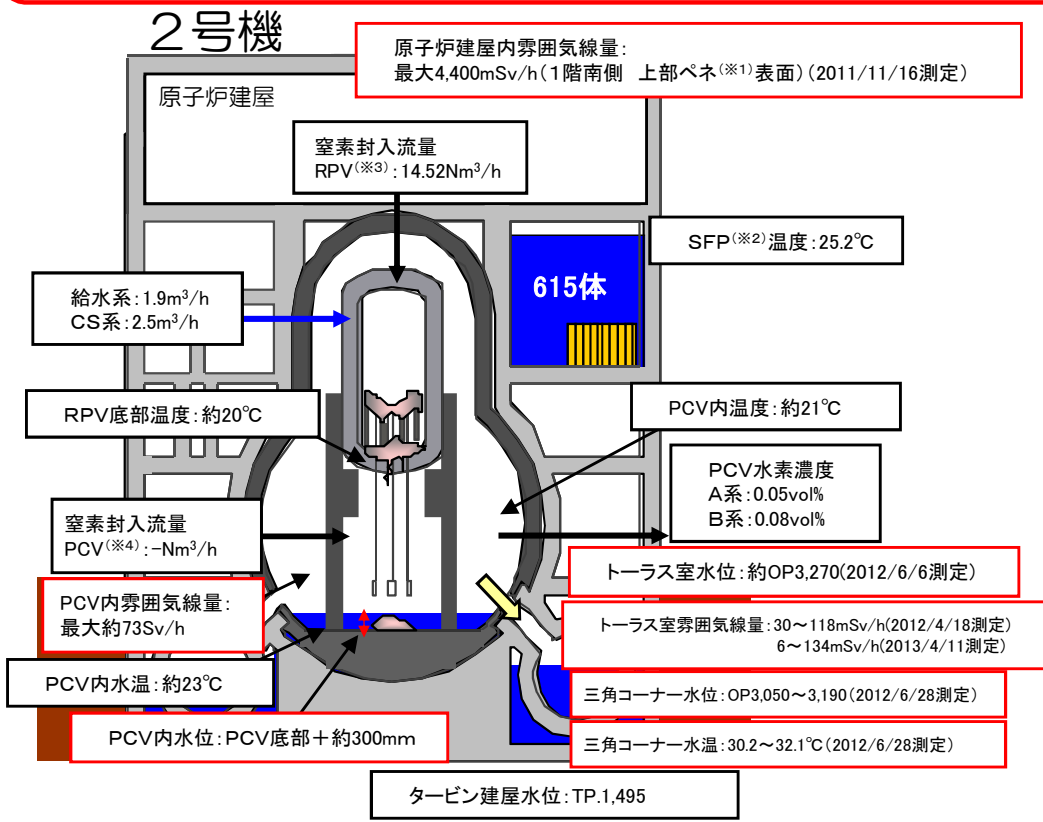 ２号機
原子炉建屋内雰囲気線量：
最大4,400mSv/h（１階南側　上部ペネ(※1)表面）（2011/11/16測定）
原子炉建屋
窒素封入流量
RPV(※3)：14.52Nm3/h
SFP(※2)温度：25.2℃
615体
給水系：1.9m3/h
ＣＳ系：2.5m3/h
RPV底部温度：約20℃
PCV内温度：約21℃
PCV水素濃度
Ａ系：0.05vol%
Ｂ系：0.08vol%
窒素封入流量
PCV(※4)：-Nm3/h
トーラス室水位：約OP3,270(2012/6/6測定）
PCV内雰囲気線量：
最大約73Sv/h
トーラス室雰囲気線量：30～118mSv/h(2012/4/18測定）
6～134mSv/h(2013/4/11測定）
PCV内水温：約23℃
三角コーナー水位：OP3,050～3,190(2012/6/28測定）
PCV内水位：PCV底部＋約300mm
三角コーナー水温：30.2～32.1℃（2012/6/28測定）
タービン建屋水位：TP.1,495